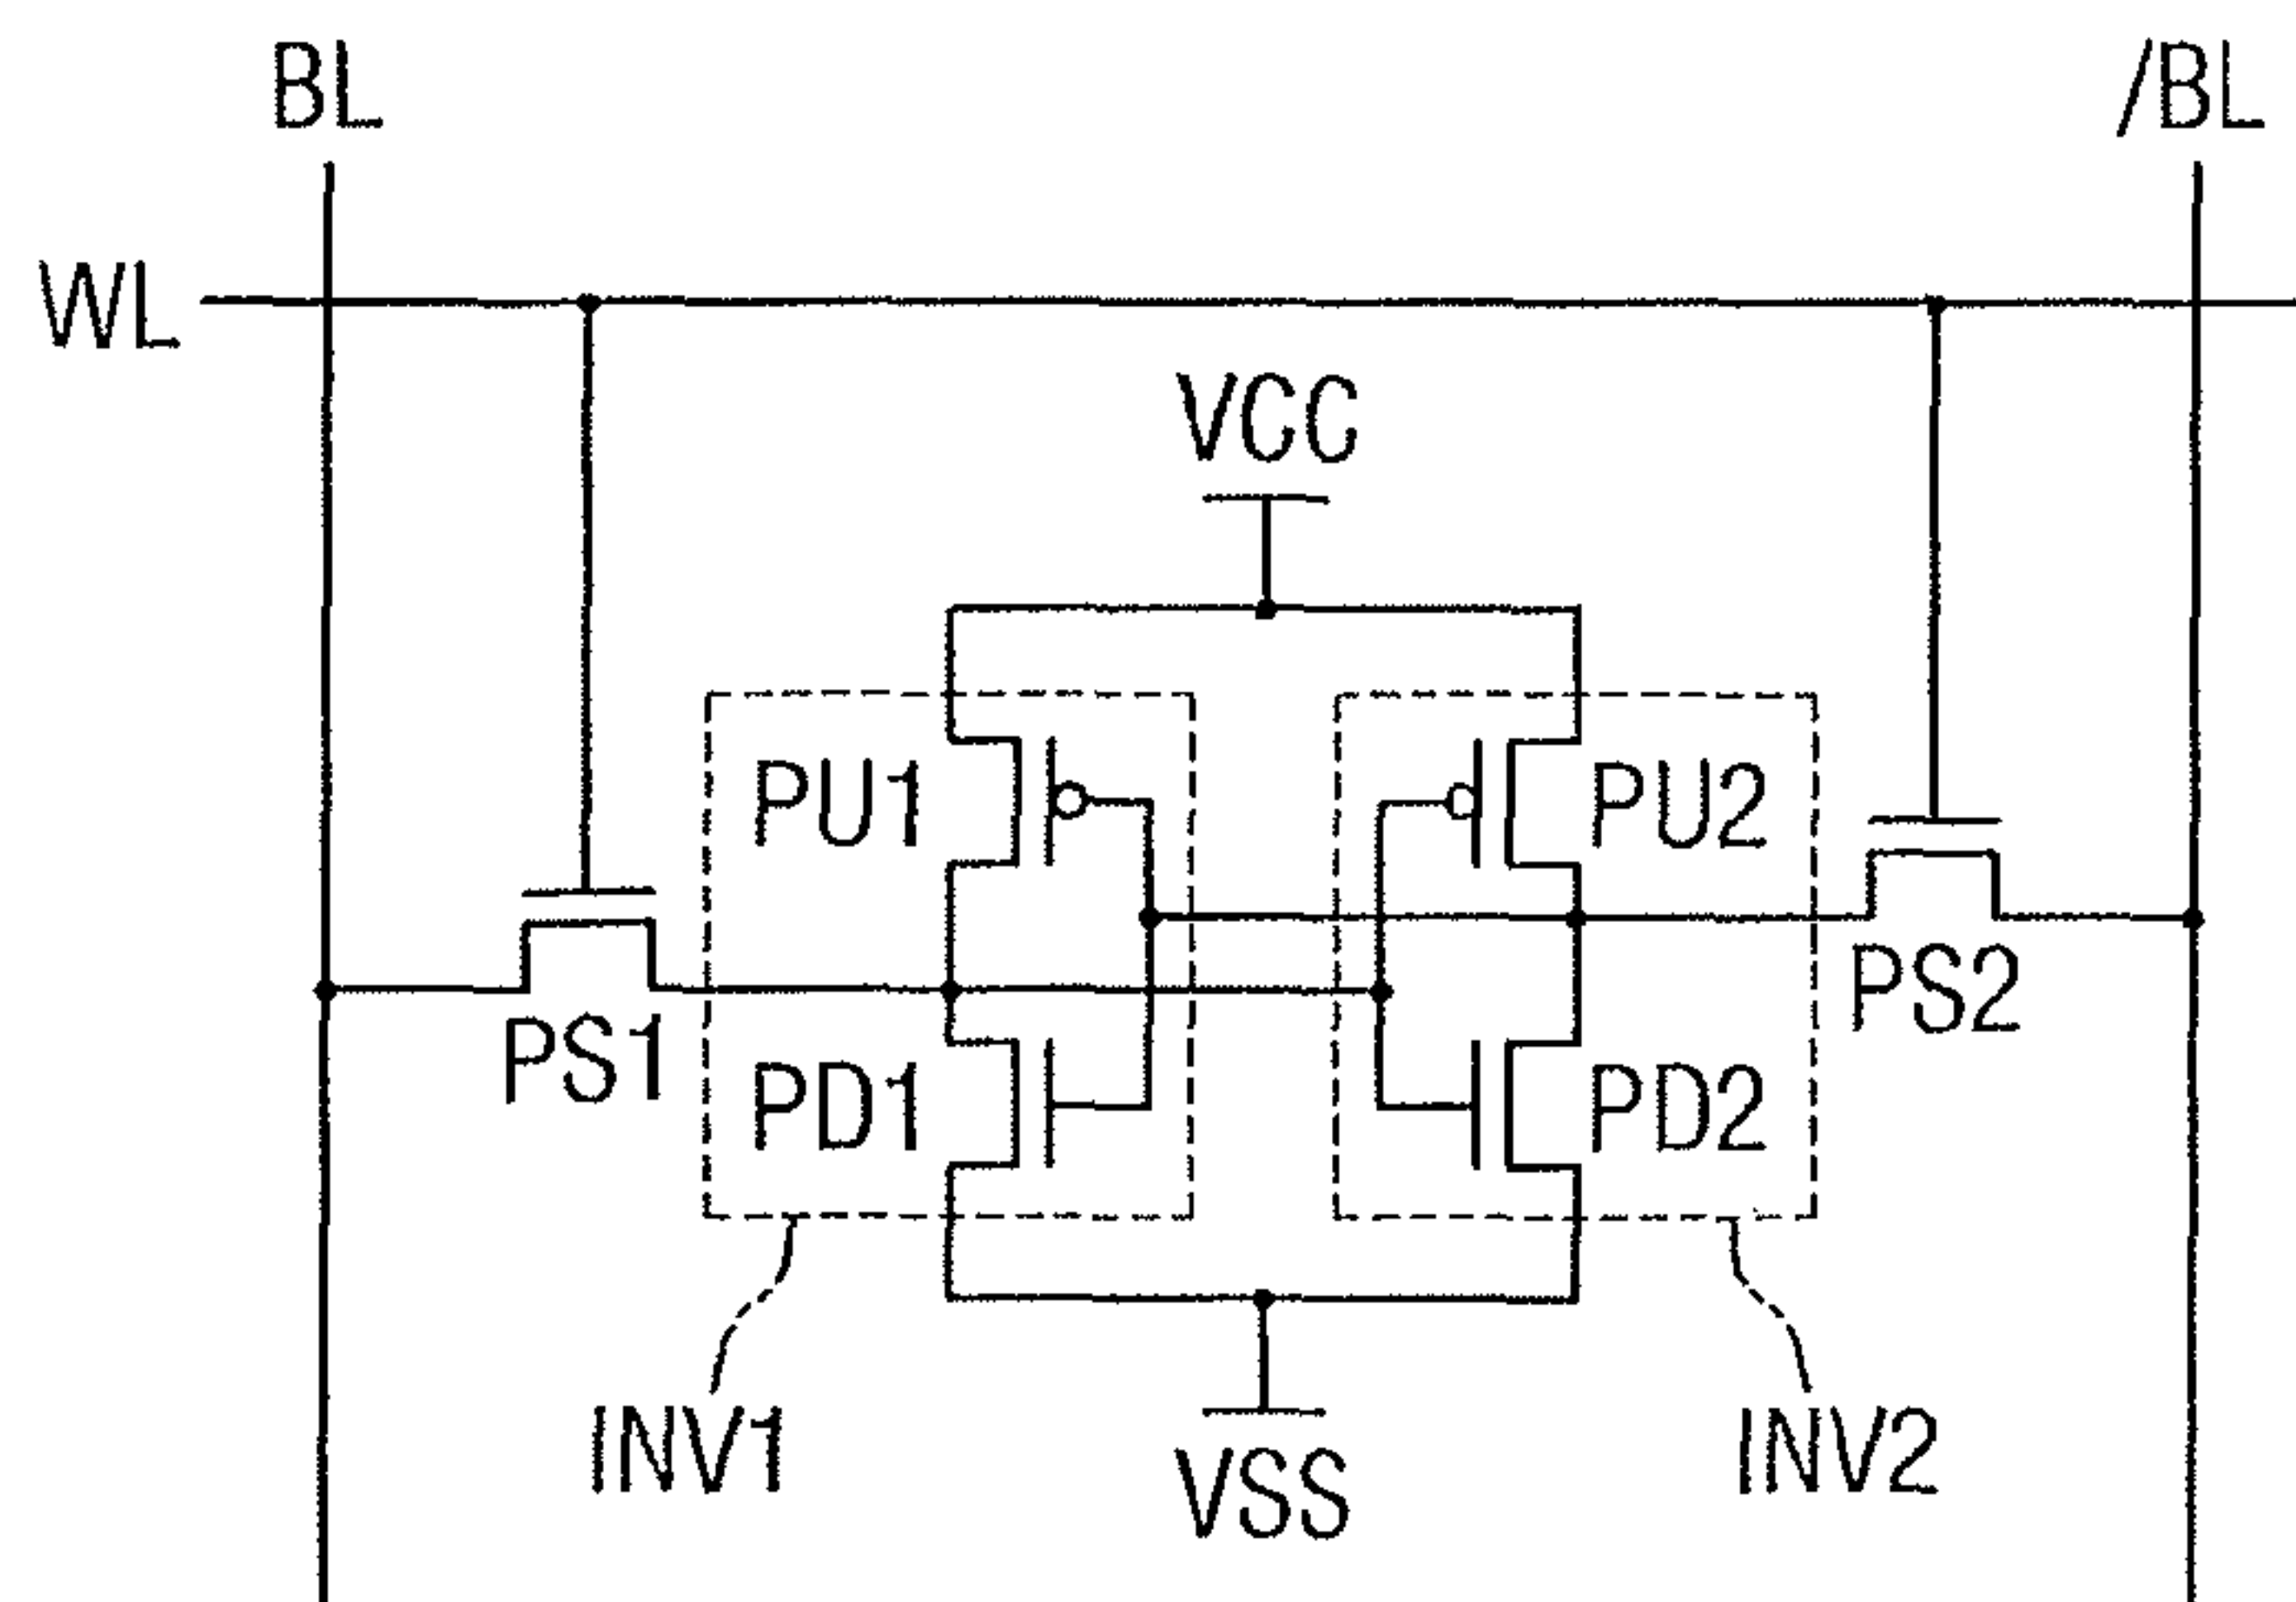 BL
/BL
WL
VCC
PU1
PU2
PS1
PS2
PD1
PD2
INV1
INV2
VSS